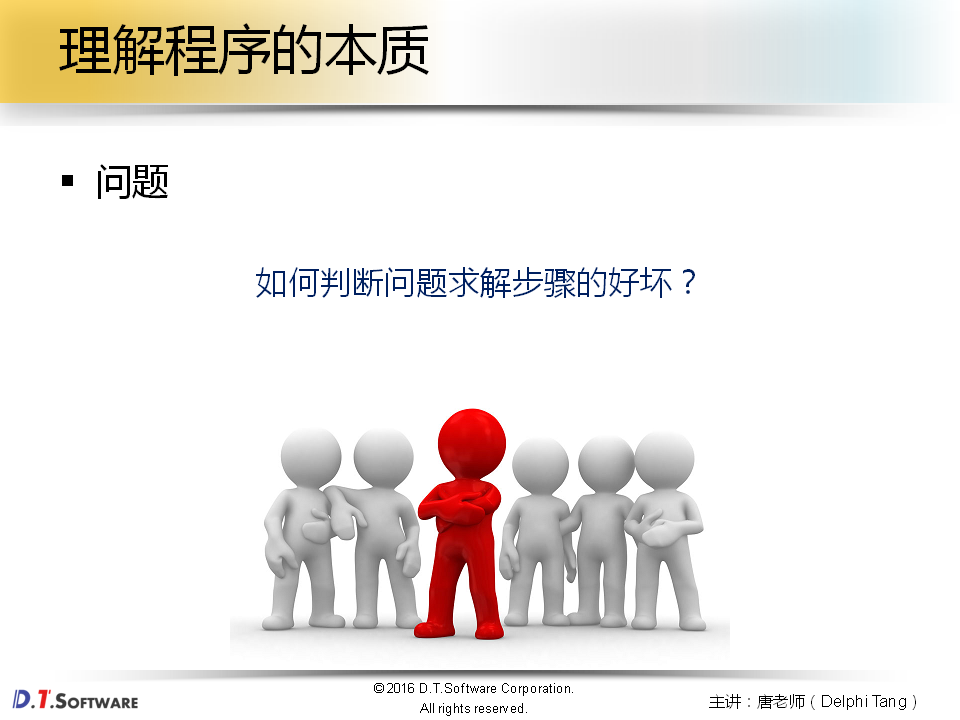 理解程序的本质
▪ 问题
如何判断问题求解步骤的好坏？
D.T.SOFTWARE
©2016 D.T.Software Corporation.
All rights reserved.
主讲：唐老师（Delphi Tang）